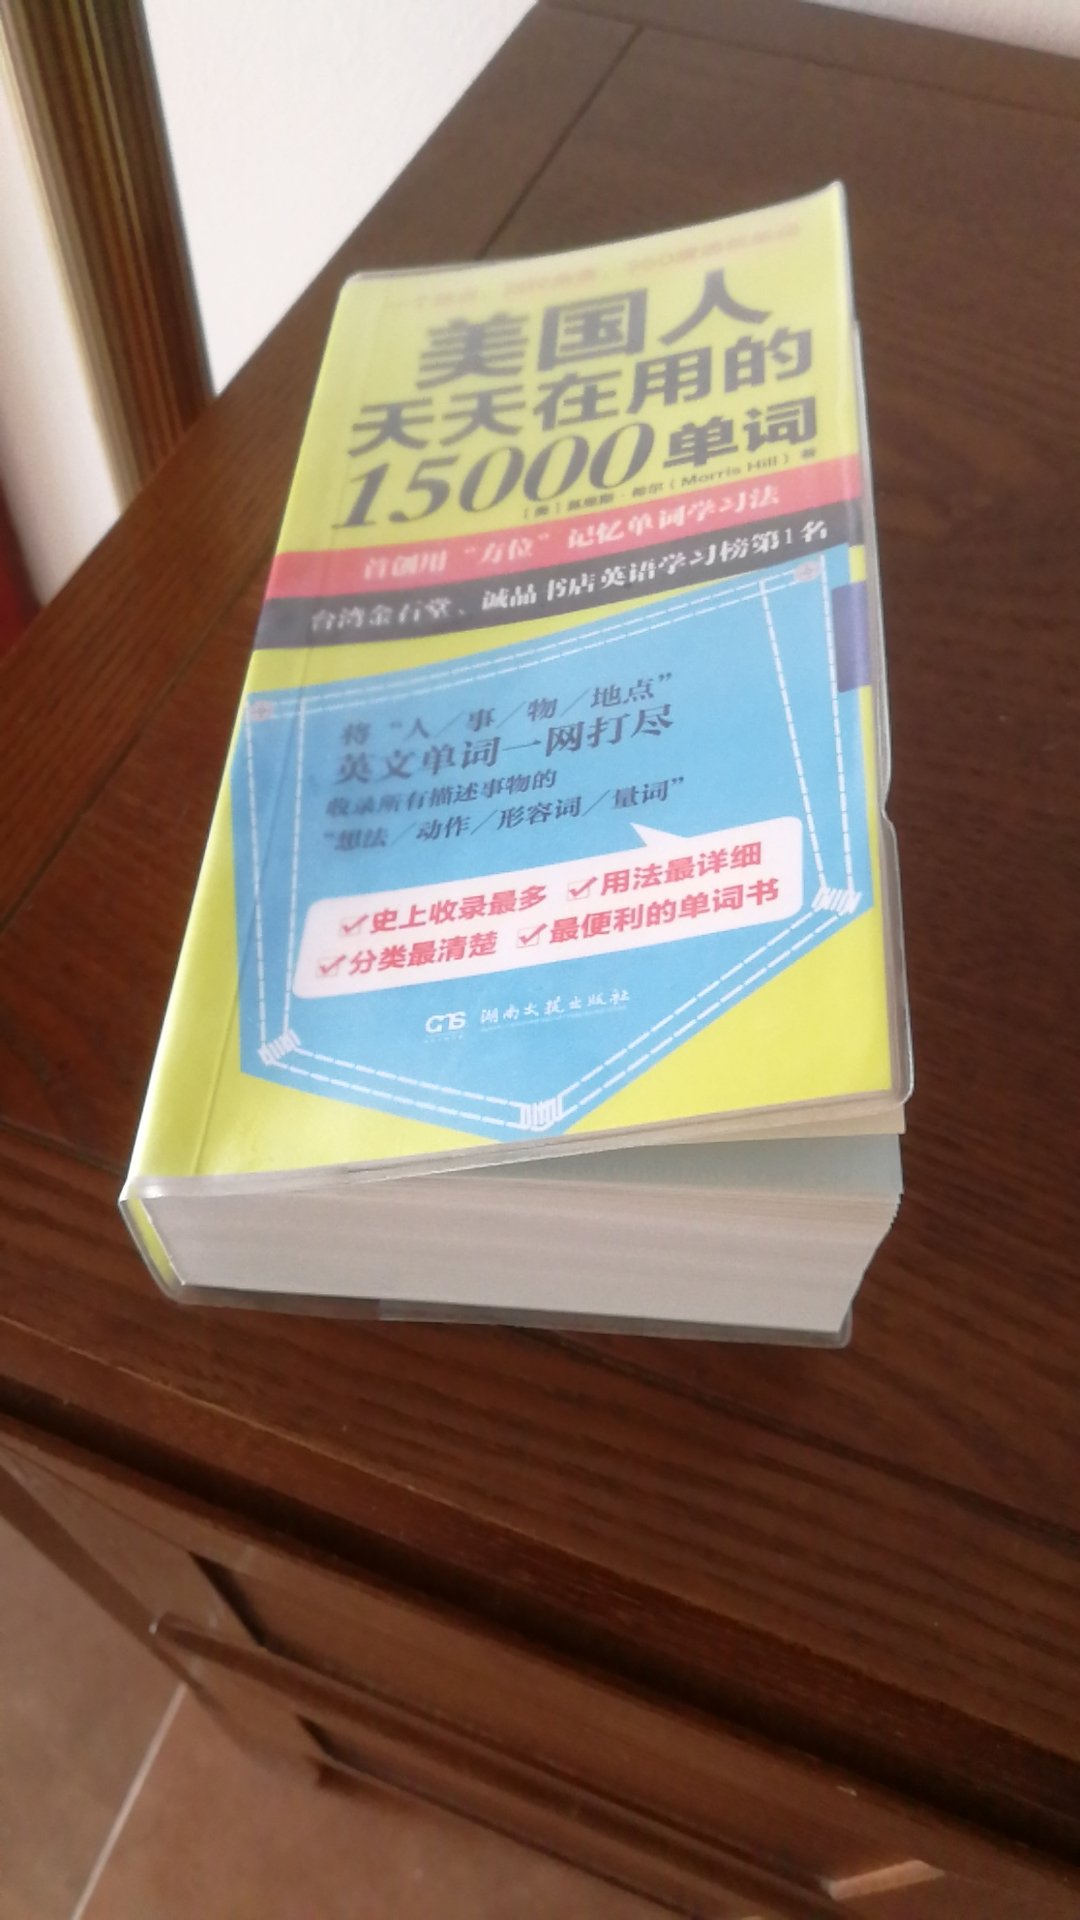 美国人
天天在用的
15000单词
[美]莫里斯·希尔(Morris Hill)著
首创用“方位”记忆单词学习法
台湾金石堂、诚品书店英语学习榜第1名
将“人/事/物/地点”
英文单词一网打尽
收录所有描述事物的
“想法/动作/形容词/量词”
史上收录最多 用法最详细
分类最清楚 最便利的单词书
湖南文艺出版社